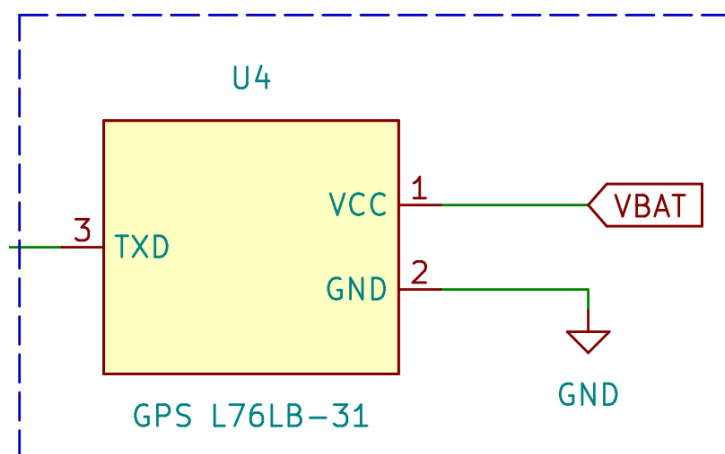 U4
VCC
1
VBAT
3
TXD
GND
2
GND
GPS L76LB-31